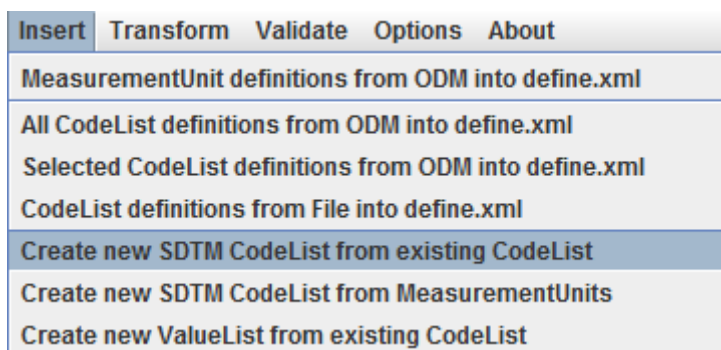 Insert Transform Validate Options About
MeasurementUnit definitions from ODM into define.xml
All CodeList definitions from ODM into define.xml
Selected CodeList definitions from ODM into define.xml
CodeList definitions from File into define.xml
Create new SDTM CodeList from existing CodeList
Create new SDTM CodeList from MeasurementUnits
Create new ValueList from existing CodeList